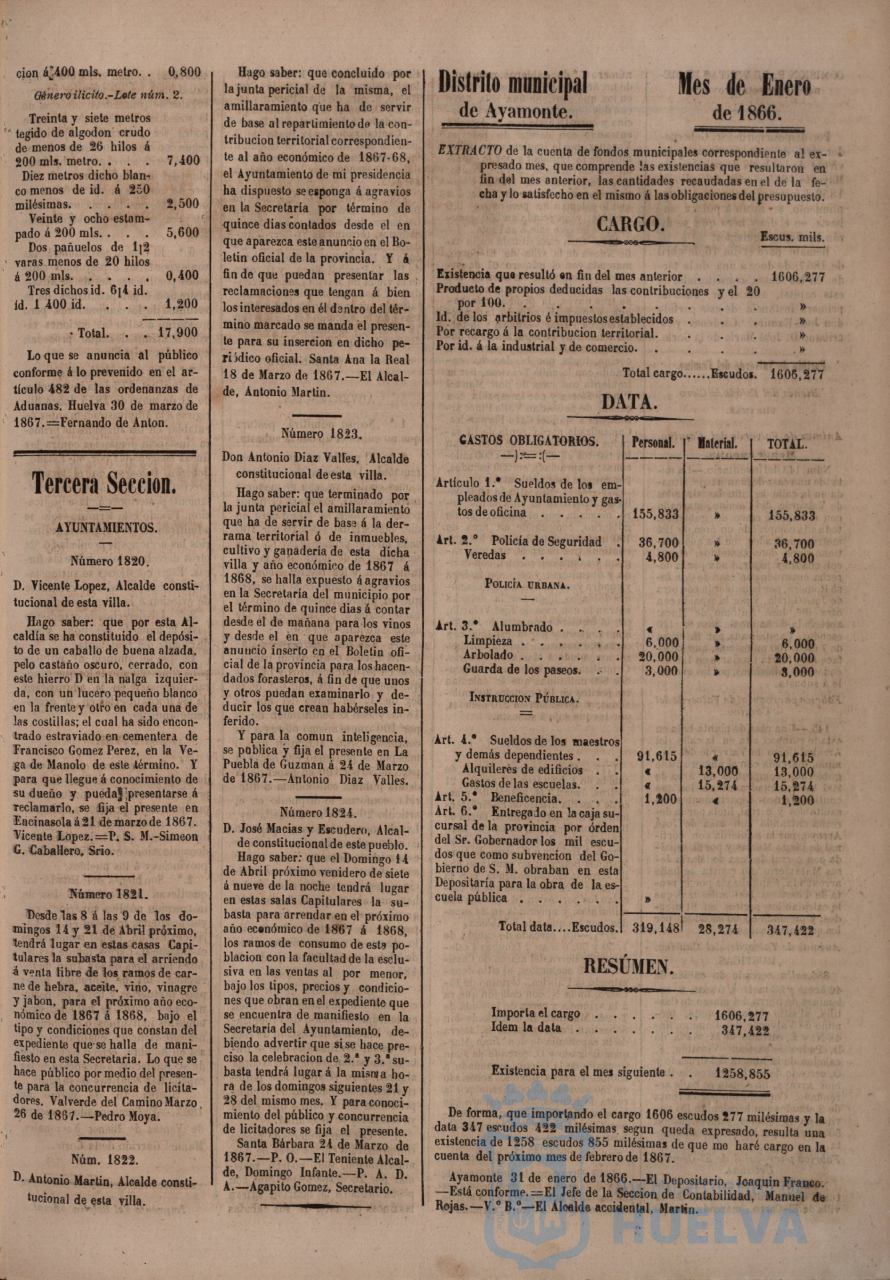 cion á 400 mls. metro. . 0,800
Género ilicito.-Lote núm. 2.
Treinta y siete metros
tegido de algodon crudo
de menos de 26 hilos á
200 mls. metro. . . . 7,400
Diez metros dicho blan-
co menos de id. á 250
milésimas. . . . . 2,500
Veinte y ocho estam-
pado á 200 mls. . . . 5,600
Dos pañuelos de 1¡2
varas menos de 20 hilos
á 200 mls. . . . . 0,400
Tres dichos id. 6¡4 id.
id. 1 400 id. . . . 1,200
Total. . . 17,900
Lo que se anuncia al público
conforme á lo prevenido en el ar-
tículo 482 de las ordenanzas de
Aduanas. Huelva 30 de marzo de
1867.=Fernando de Anton.
Tercera Seccion.
AYUNTAMIENTOS.
Número 1820.
D. Vicente Lopez, Alcalde consti-
tucional de esta villa.
Hago saber: que por esta Al-
caldía se ha constituido el depósi-
to de un caballo de buena alzada,
pelo castaño oscuro, cerrado, con
este hierro D en la nalga izquier-
da, con un lucero pequeño blanco
en la frente y otro en cada una de
las costillas; el cual ha sido encon-
trado estraviado en cementera de
Francisco Gomez Perez, en la Ve-
ga de Manolo de este término. Y
para que llegue á conocimiento de
su dueño y pueda presentarse á
reclamarlo, se fija el presente en
Encinasola á 21 de marzo de 1867.
Vicente Lopez.=P. S. M.-Simeon
G. Caballero, Srio.
Número 1821.
Desde las 8 á las 9 de los do-
mingos 14 y 21 de Abril próximo,
tendrá lugar en estas casas Capi-
tulares la subasta para el arriendo
á venta libre de los ramos de car-
ne de hebra, aceite, vino, vinagre
y jabon, para el próximo año eco-
nómico de 1867 á 1868, bajo el
tipo y condiciones que constan del
expediente que se halla de mani-
fiesto en esta Secretaria. Lo que se
hace público por medio del presen-
te para la concurrencia de licita-
dores. Valverde del Camino Marzo
26 de 1867.—Pedro Moya.
Núm. 1822.
D. Antonio Martin, Alcalde consti-
tucional de esta villa.
Hago saber: que concluido por
la junta pericial de la misma, el
amillaramiento que ha de servir
de base al repartimiento de la con-
tribucion territorial correspondien-
te al año económico de 1867-68,
el Ayuntamiento de mi presidencia
ha dispuesto se esponga á agravios
en la Secretaría por término de
quince dias contados desde el en
que aparezca este anuncio en el Bo-
letin oficial de la provincia. Y á
fin de que puedan presentar las
reclamaciones que tengan á bien
los interesados en él dentro del tér-
mino marcado se manda el presen-
te para su insercion en dicho pe-
riódico oficial. Santa Ana la Real
18 de Marzo de 1867.—El Alcal-
de, Antonio Martin.
Número 1823.
Don Antonio Diaz Valles, Alcalde
constitucional de esta villa.
Hago saber: que terminado por
la junta pericial el amillaramiento
que ha de servir de base á la der-
rama territorial ó de inmuebles,
cultivo y ganadería de esta dicha
villa y año económico de 1867 á
1868, se halla expuesto á agravios
en la Secretaría del municipio por
el término de quince dias á contar
desde el de mañana para los vinos
y desde el en que aparezca este
anuncio inserto en el Boletin ofi-
cial de la provincia para los hacen-
dados forasteros, á fin de que unos
y otros puedan examinarlo y de-
ducir los que crean habérseles in-
ferido.
Y para la comun inteligencia,
se publica y fija el presente en La
Puebla de Guzman á 24 de Marzo
de 1867.—Antonio Diaz Valles.
Número 1824.
D. José Macias y Escudero, Alcal-
de constitucional de este pueblo.
Hago saber: que el Domingo 14
de Abril próximo venidero de siete
á nueve de la noche tendrá lugar
en estas salas Capitulares la su-
basta para arrendar en el próximo
año económico de 1867 á 1868,
los ramos de consumo de esta po-
blacion con la facultad de la esclu-
siva en las ventas al por menor,
bajo los tipos, precios y condicio-
nes que obran en el expediente que
se encuentra de manifiesto en la
Secretaría del Ayuntamiento, de-
biendo advertir que si se hace pre-
ciso la celebracion de 2.ª y 3.ª su-
basta tendrá lugar á la misma ho-
ra de los domingos siguientes 21 y
28 del mismo mes. Y para conoci-
miento del público y concurrencia
de licitadores se fija el presente.
Santa Bárbara 24 de Marzo de
1867.—P. O.—El Teniente Alcal-
de, Domingo Infante.—P. A. D.
A.—Agapito Gomez, Secretario.
Distrito municipal Mes de Enero
de Ayamonte. de 1866.
EXTRACTO de la cuenta de fondos municipales correspondiente al ex-
presado mes, que comprende las existencias que resultaron en
fin del mes anterior, las cantidades recaudadas en el de la fe-
cha y lo satisfecho en el mismo á las obligaciones del presupuesto.
CARGO.
Escus. mils.
Existencia que resultó en fin del mes anterior . . . . 1606,277
Producto de propios deducidas las contribuciones y el 20
por 100. . . . . . . . . . »
Id. de los arbitrios é impuestos establecidos . . . . »
Por recargo á la contribucion territorial. . . . . »
Por id. á la industrial y de comercio. . . . . . »
Total cargo......Escudos. 1606,277
DATA.
GASTOS OBLIGATORIOS. Personal. Material. TOTAL.
Artículo 1.º Sueldos de los em-
pleados de Ayuntamiento y gas-
tos de oficina . . . . . 155,833 » 155,833
Art. 2.º Policía de Seguridad . 36,700 » 36,700
Veredas . . . . . . 4,800 » 4,800
POLICÍA URBANA.
Art. 3.º Alumbrado . . . . « » »
Limpieza . . . . . . 6,000 » 6,000
Arbolado . . . . . . 20,000 » 20,000
Guarda de los paseos. . . 3,000 » 3,000
INSTRUCCION PÚBLICA.
Art. 4.º Sueldos de los maestros
y demás dependientes . . . 91,615 « 91,615
Alquileres de edificios . . « 13,000 13,000
Gastos de las escuelas. . . « 15,274 15,274
Art. 5.º Beneficencia. . . . 1,200 « 1,200
Art. 6.º Entregado en la caja su-
cursal de la provincia por órden
del Sr. Gobernador los mil escu-
dos que como subvencion del Go-
bierno de S. M. obraban en esta
Depositaría para la obra de la es-
cuela pública . . . . . . »
Total data....Escudos. 319,148 28,274 347,422
RESÚMEN.
Importa el cargo . . . . . . 1606,277
Idem la data . . . . . . . 347,422
Existencia para el mes siguiente . . 1258,855
De forma, que importando el cargo 1606 escudos 277 milésimas y la
data 347 escudos 422 milésimas segun queda expresado, resulta una
existencia de 1258 escudos 855 milésimas de que me haré cargo en la
cuenta del próximo mes de febrero de 1867.
Ayamonte 31 de enero de 1866.—El Depositario, Joaquin Franco.
—Está conforme.=El Jefe de la Seccion de Contabilidad, Manuel de
Rojas.—V.º B.º—El Alcalde accidental, Martin.
HUELVA